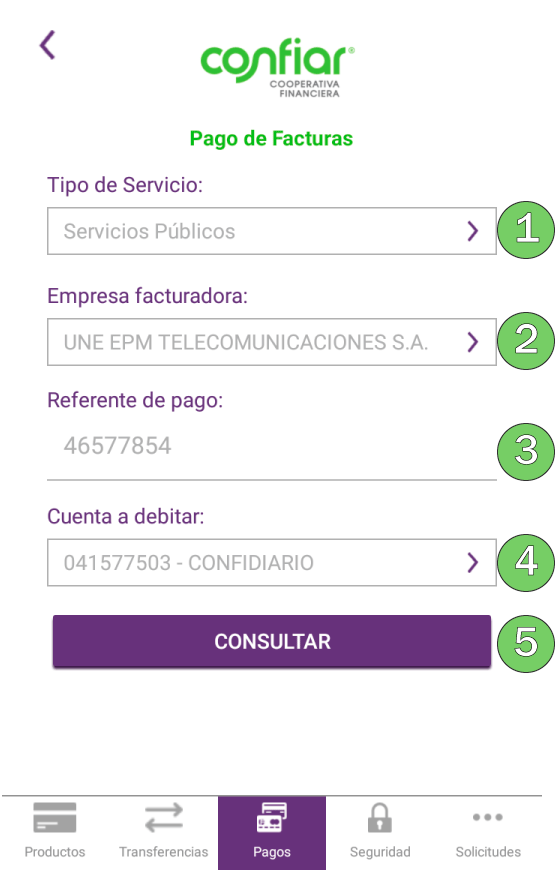 confiar®
COOPERATIVA
FINANCIERA
Pago de Facturas
Tipo de Servicio:
Servicios Públicos
1
Empresa facturadora:
UNE EPM TELECOMUNICACIONES S.A.
2
Referente de pago:
46577854
3
Cuenta a debitar:
041577503 - CONFIDIARIO
4
CONSULTAR
5
Productos Transferencias Pagos Seguridad Solicitudes